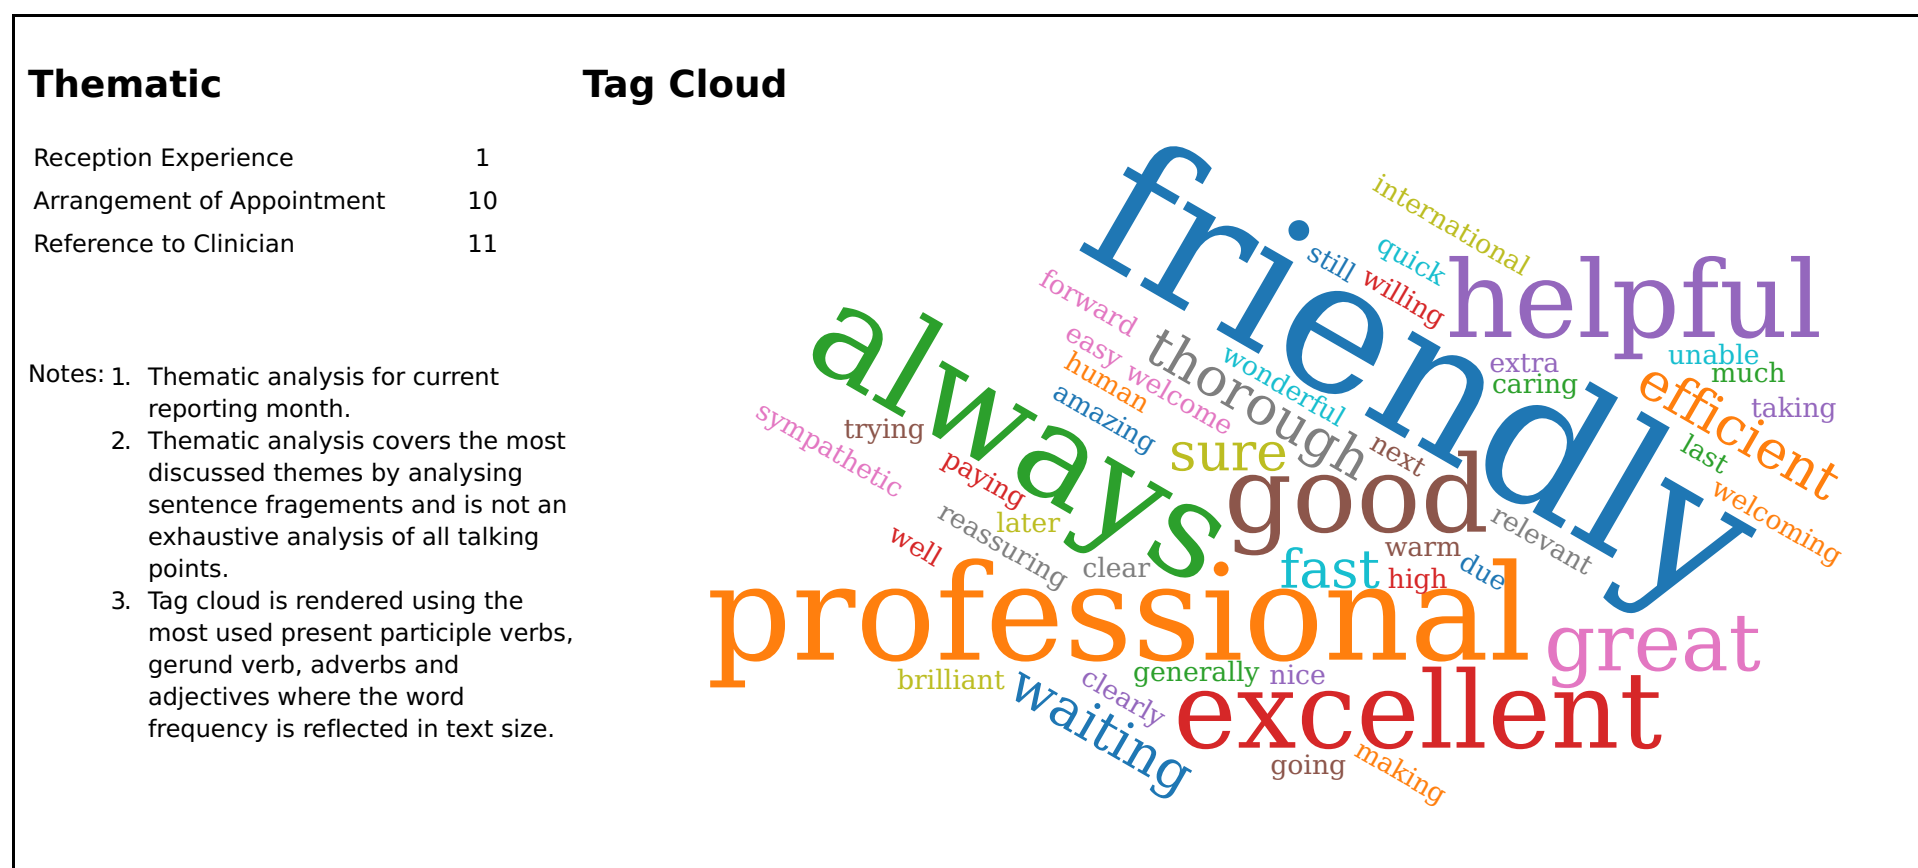 Thematic
Tag Cloud
Reception Experience 1
Arrangement of Appointment 10
Reference to Clinician 11
Notes: 1. Thematic analysis for current
reporting month.
2. Thematic analysis covers the most
discussed themes by analysing
sentence fragements and is not an
exhaustive analysis of all talking
points.
3. Tag cloud is rendered using the
most used present participle verbs,
gerund verb, adverbs and
adjectives where the word
frequency is reflected in text size.
friendly
international
quick
still
willing
helpful
forward
easy
welcome
human
thorough
wonderful
always
amazing
extra
caring
unable
much
efficient
taking
last
welcoming
sympathetic
trying
paying
sure
next
good
relevant
later
reassuring
well
clear
warm
fast
high
due
professional
great
brilliant
waiting
clearly
generally
nice
excellent
going
making